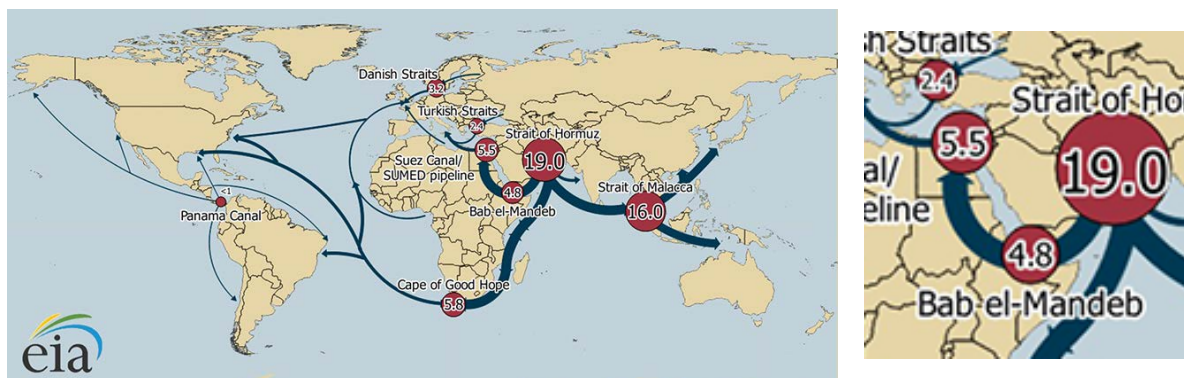 Danish Straits
3.2
Turkish Straits
2.4
Strait of Hormuz
5.5
19.0
Suez Canal/
SUMED pipeline
4.8
Strait of Malacca
<1
16.0
Panama Canal
Bab el-Mandeb
Cape of Good Hope
5.8
eia
sh Straits
2.4
Strait of Hor
5.5
19.0
al/
eline
4.8
Bab el-Mandeb